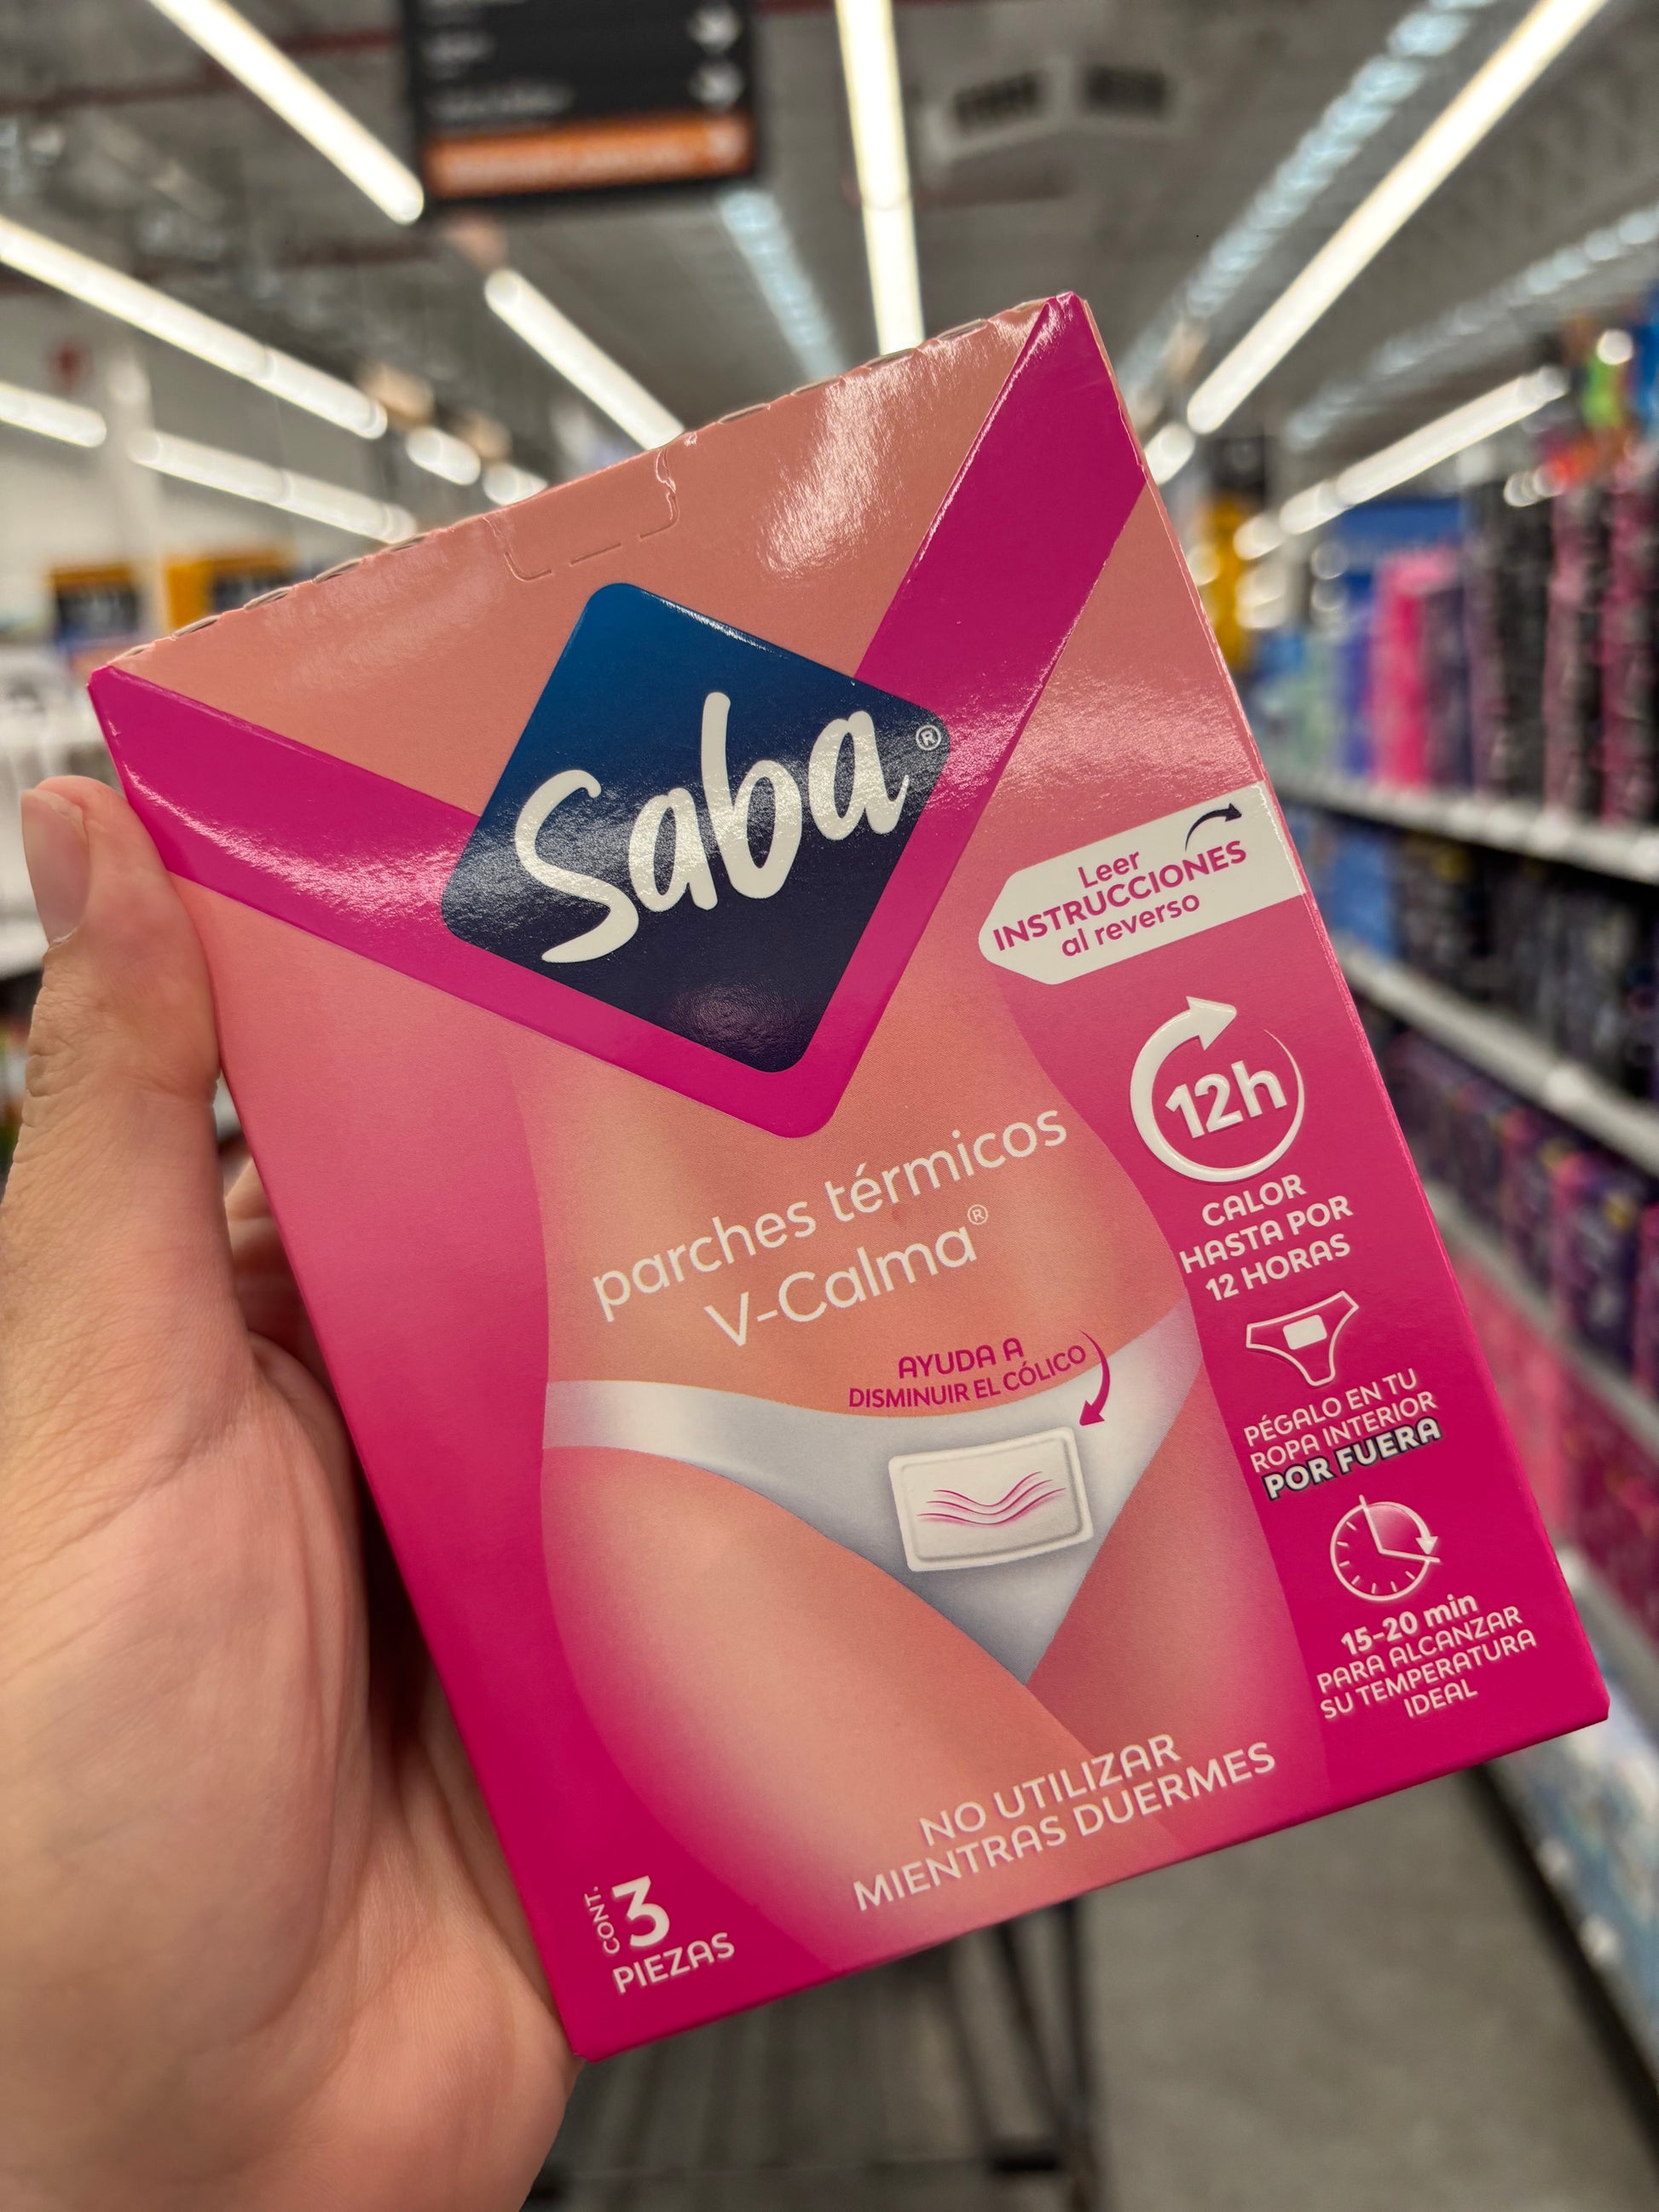 Saba®
Leer
INSTRUCCIONES
al reverso
12h
CALOR
HASTA POR
12 HORAS
parches térmicos
V-Calma®
AYUDA A
DISMINUIR EL CÓLICO
PÉGALO EN TU
ROPA INTERIOR
POR FUERA
15-20 min
PARA ALCANZAR
SU TEMPERATURA
IDEAL
NO UTILIZAR
MIENTRAS DUERMES
CONT.
3
PIEZAS